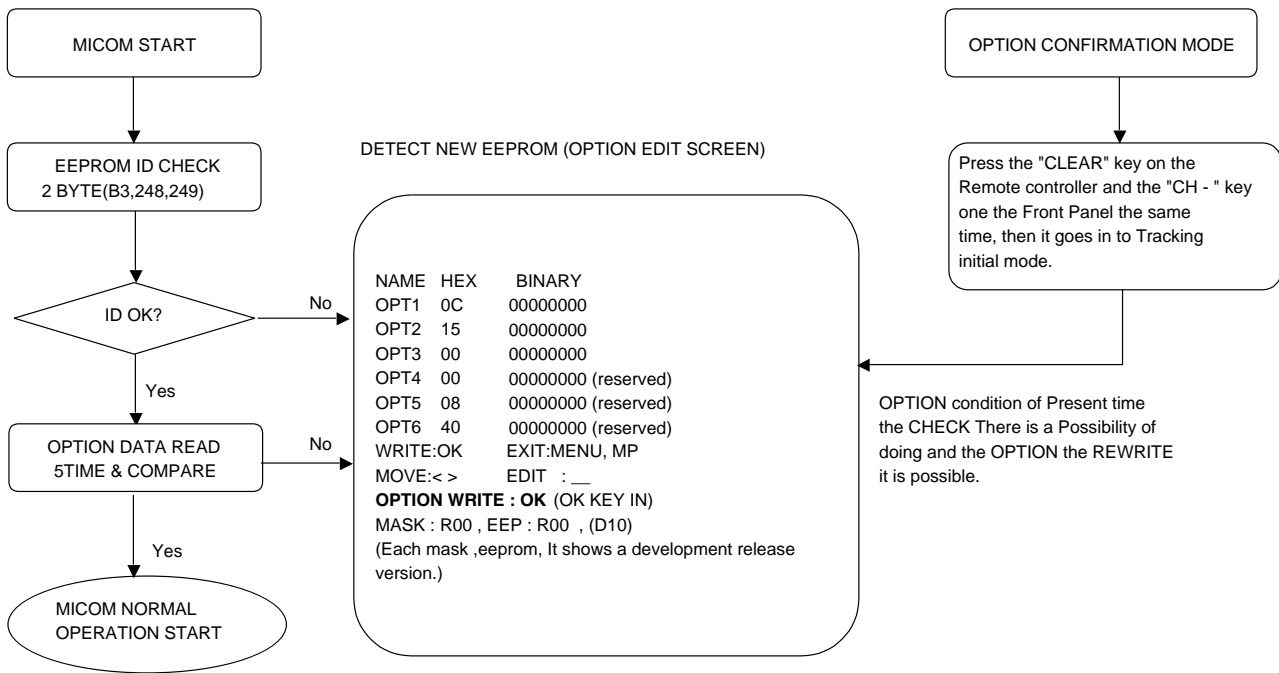 MICOM START
EEPROM ID CHECK
2 BYTE(B3,248,249)
ID OK?
No
Yes
OPTION DATA READ
5TIME & COMPARE
No
Yes
MICOM NORMAL
OPERATION START
DETECT NEW EEPROM (OPTION EDIT SCREEN)
NAME HEX BINARY
OPT1 0C 00000000
OPT2 15 00000000
OPT3 00 00000000
OPT4 00 00000000 (reserved)
OPT5 08 00000000 (reserved)
OPT6 40 00000000 (reserved)
WRITE:OK EXIT:MENU, MP
MOVE:< > EDIT : __
OPTION WRITE : OK (OK KEY IN)
MASK : R00 , EEP : R00 , (D10)
(Each mask ,eeprom, It shows a development release
version.)
OPTION CONFIRMATION MODE
Press the "CLEAR" key on the
Remote controller and the "CH - " key
one the Front Panel the same
time, then it goes in to Tracking
initial mode.
OPTION condition of Present time
the CHECK There is a Possibility of
doing and the OPTION the REWRITE
it is possible.